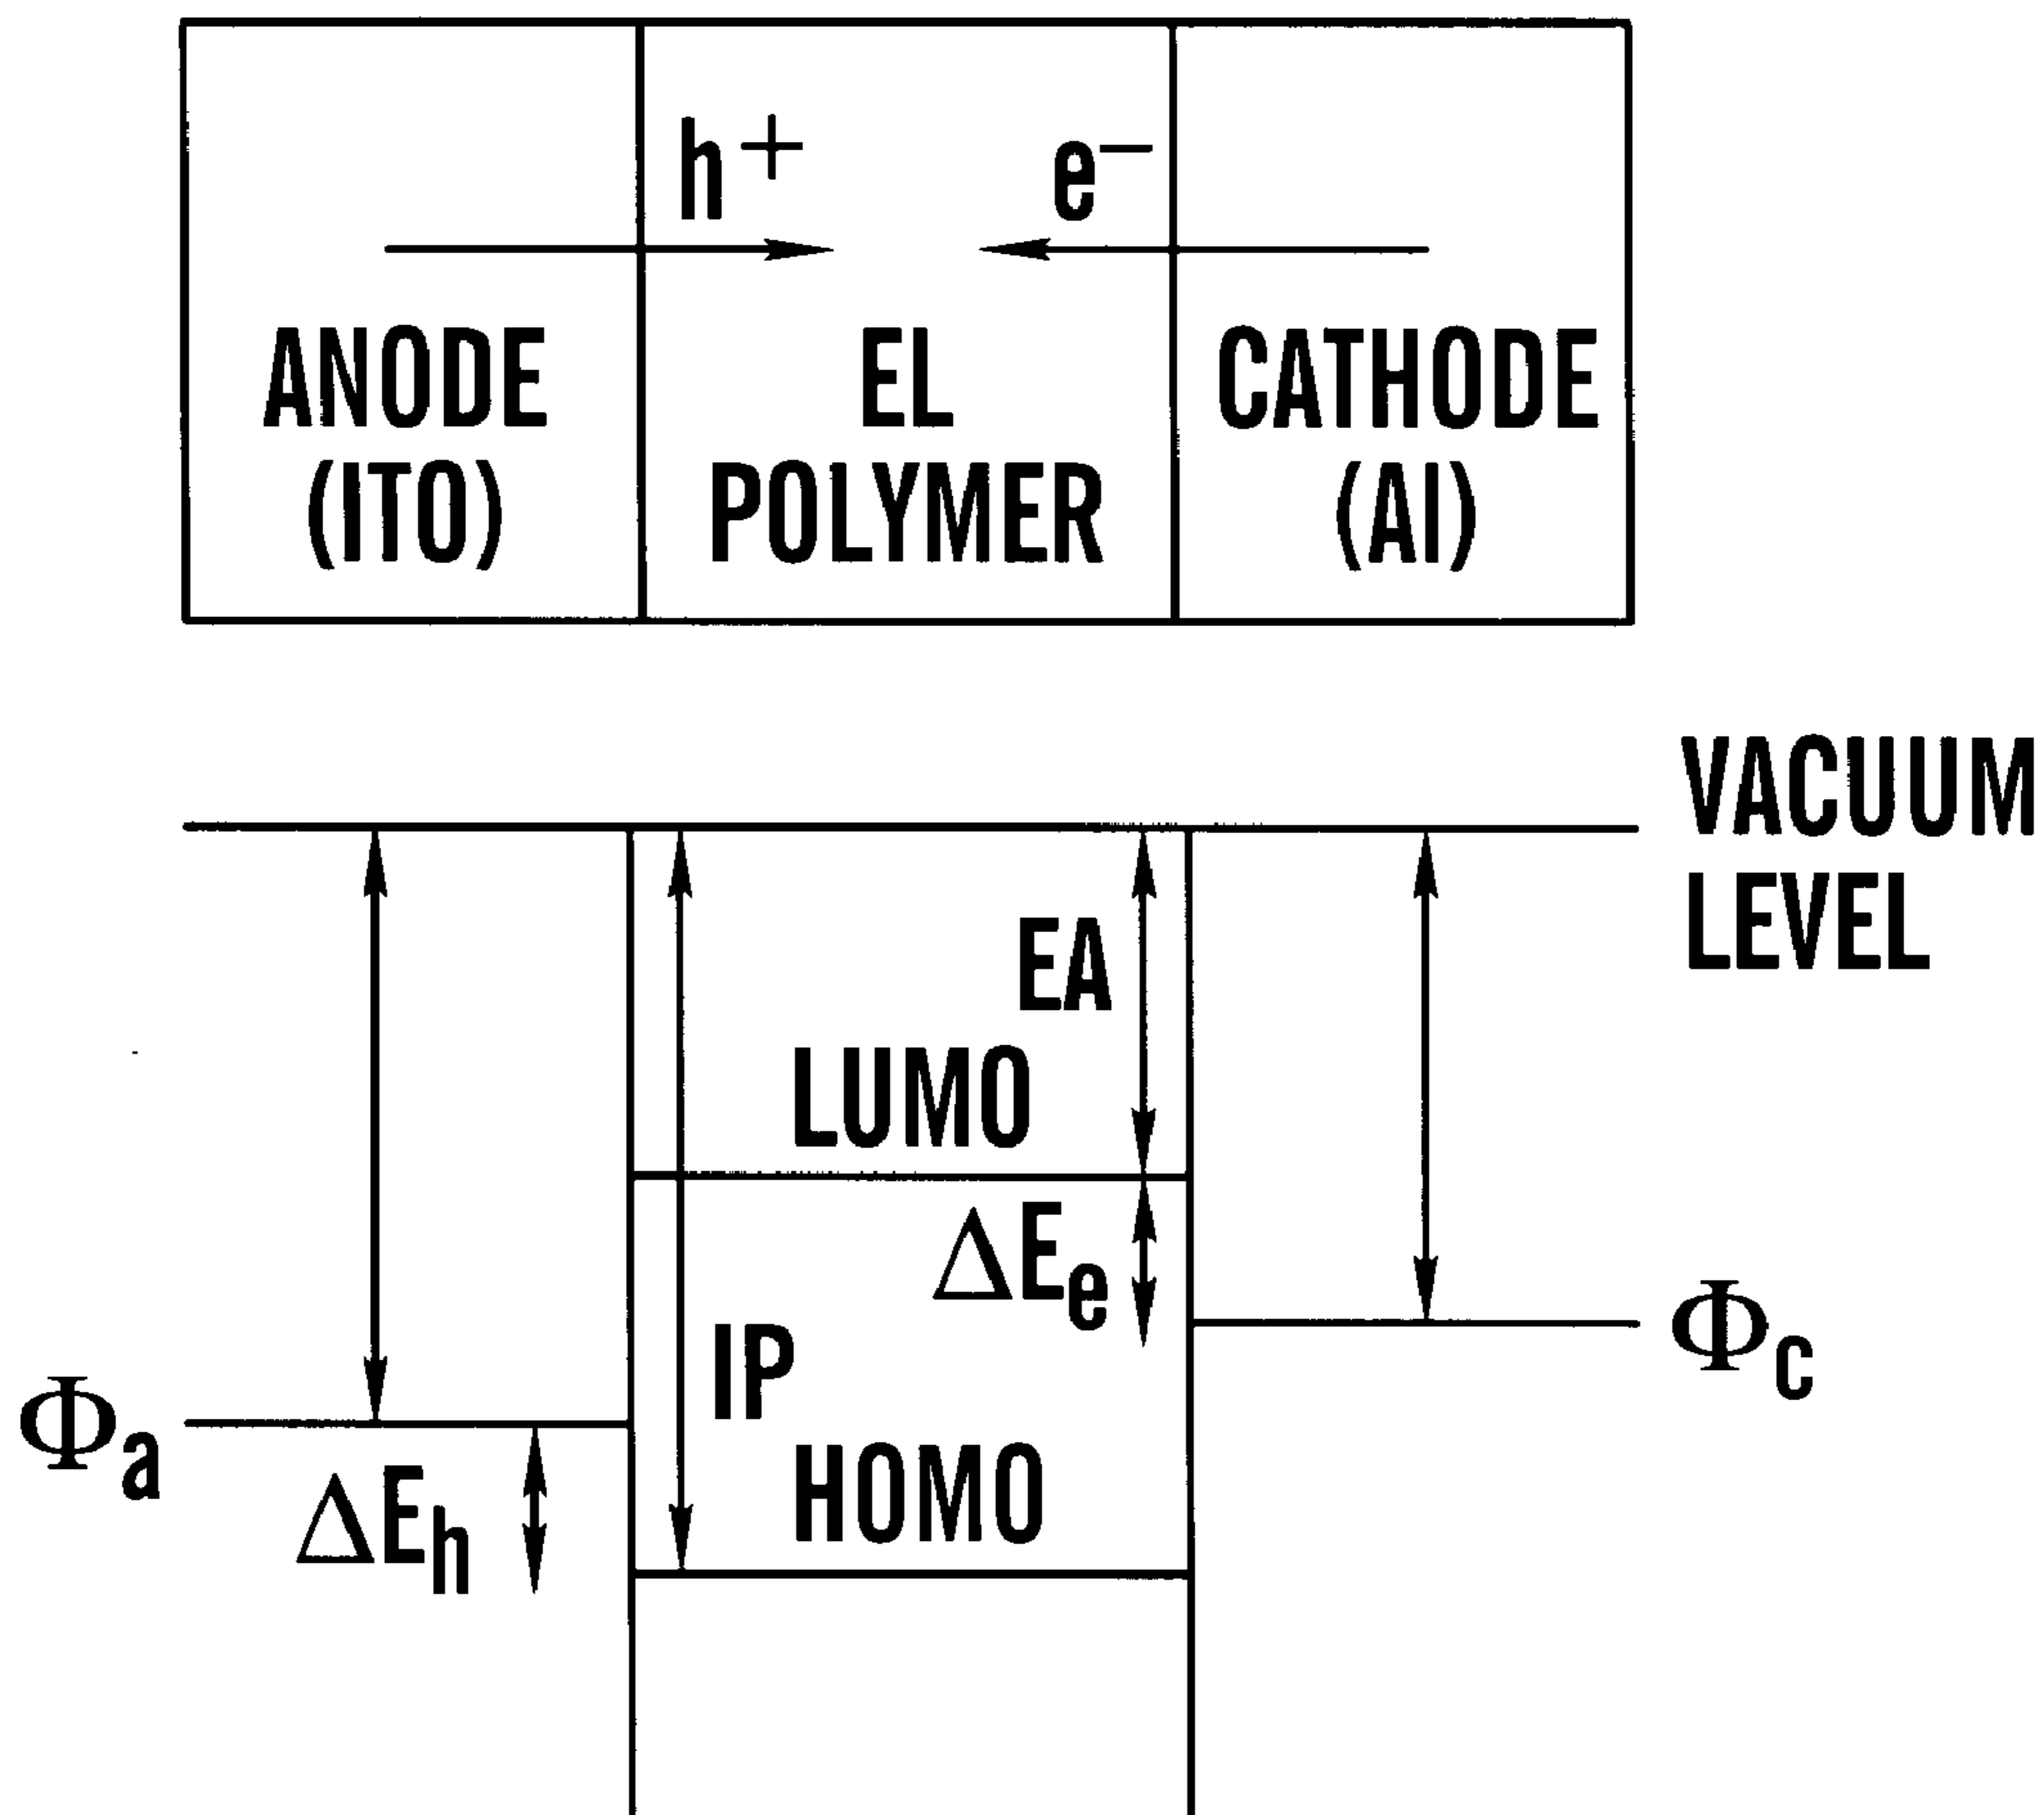 h+ e−
ANODE EL CATHODE
(ITO) POLYMER (Al)
VACUUM
LEVEL
EA
LUMO
ΔEe
IP
Φc
Φa
HOMO
ΔEh